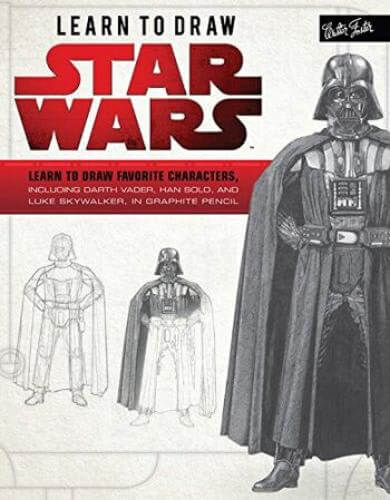 LEARN TO DRAW
Walter Foster
STAR
WARS™
LEARN TO DRAW FAVORITE CHARACTERS,
INCLUDING DARTH VADER, HAN SOLO, AND
LUKE SKYWALKER, IN GRAPHITE PENCIL